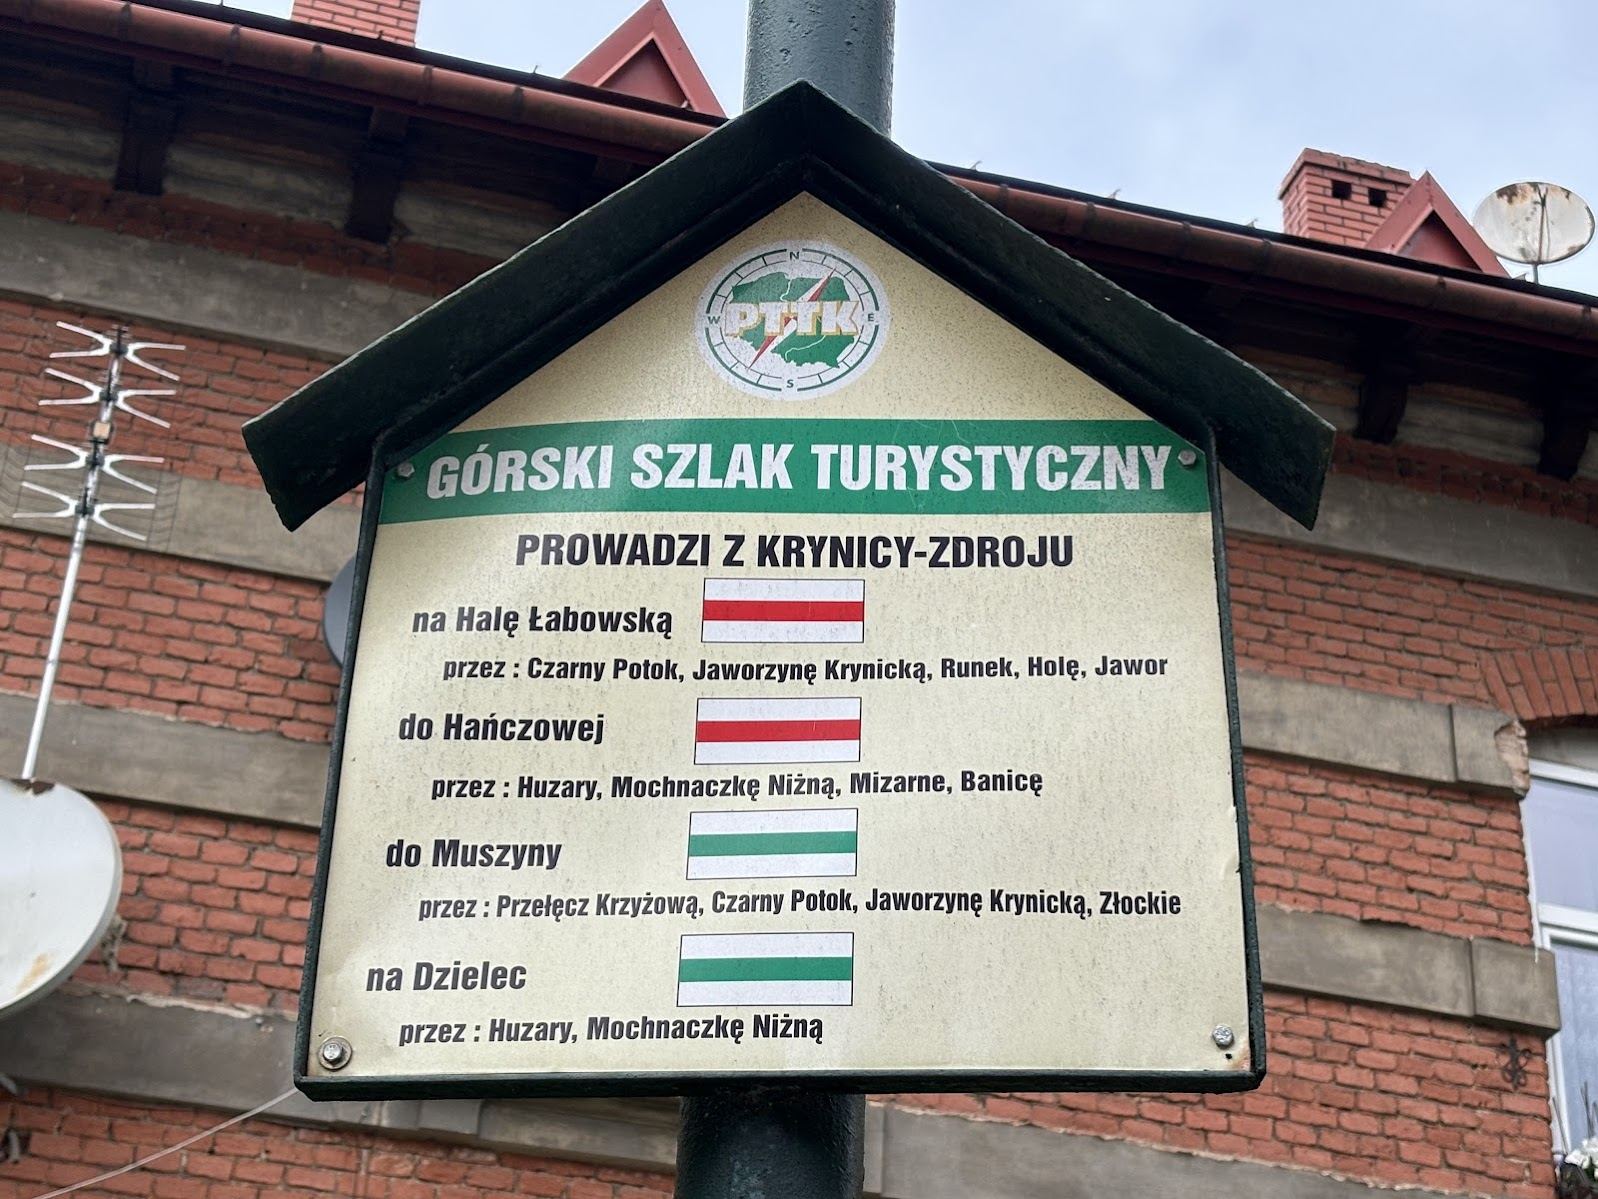 N
W E
PTTK
S
GÓRSKI SZLAK TURYSTYCZNY
PROWADZI Z KRYNICY-ZDROJU
na Halę Łabowską
przez : Czarny Potok, Jaworzynę Krynicką, Runek, Holę, Jawor
do Hańczowej
przez : Huzary, Mochnaczkę Niżną, Mizarne, Banicę
do Muszyny
przez : Przełęcz Krzyżową, Czarny Potok, Jaworzynę Krynicką, Złockie
na Dzielec
przez : Huzary, Mochnaczkę Niżną